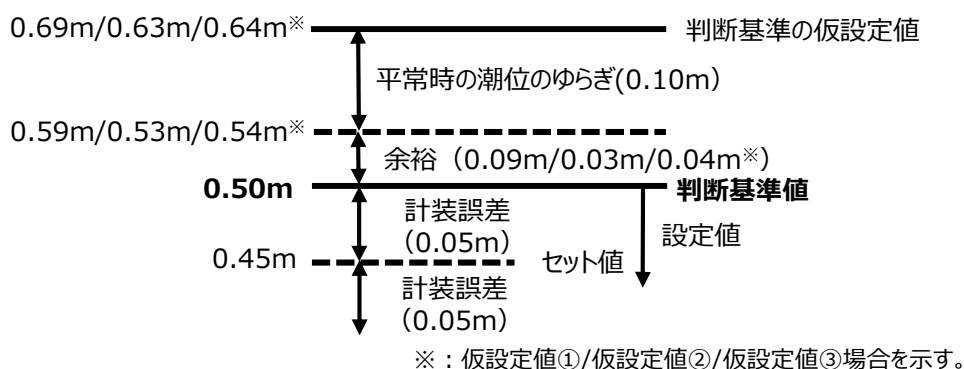 0.69m/0.63m/0.64m※ 判断基準の仮設定値
平常時の潮位のゆらぎ(0.10m)
0.59m/0.53m/0.54m※
余裕（0.09m/0.03m/0.04m※）
0.50m 判断基準値
計装誤差
（0.05m）
設定値
0.45m セット値
計装誤差
（0.05m）
※：仮設定値①/仮設定値②/仮設定値③場合を示す。